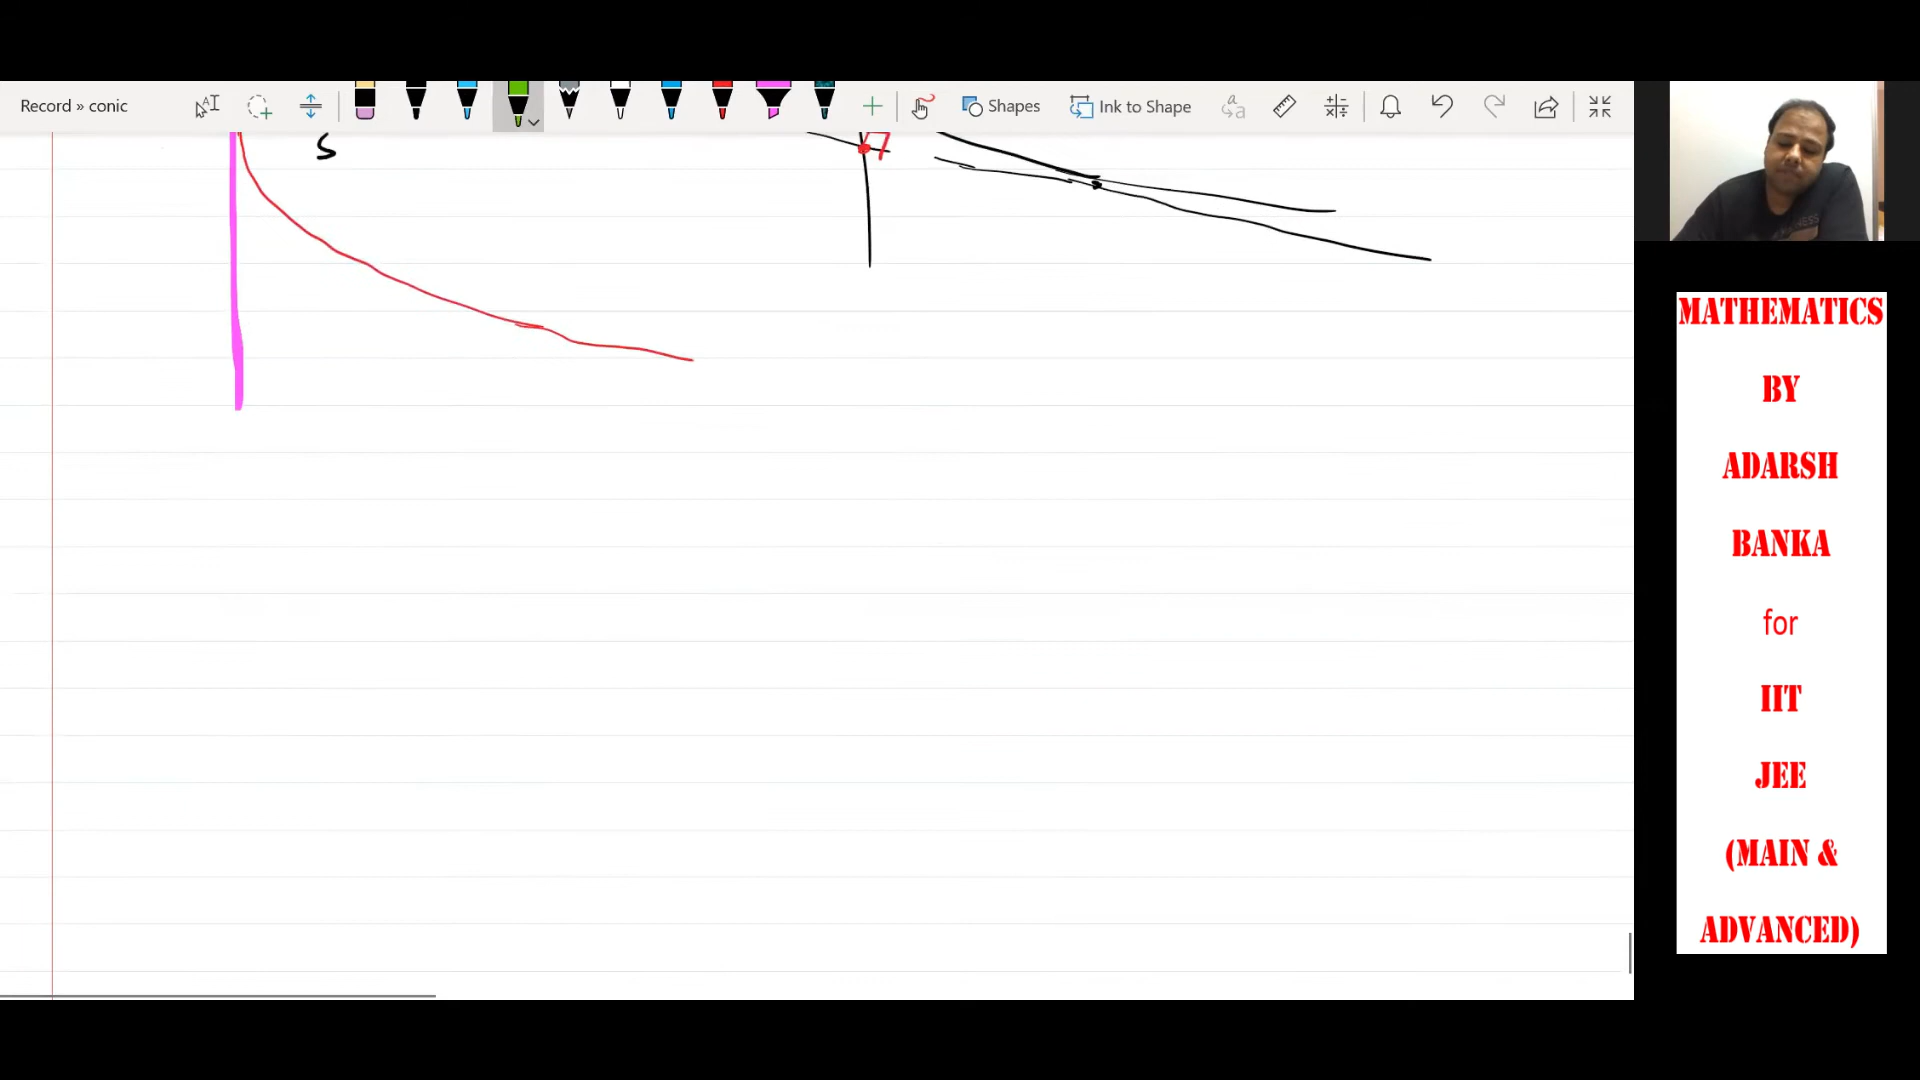 Record » conic
Shapes
Ink to Shape
S
MATHEMATICS
BY
ADARSH
BANKA
for
IIT
JEE
(MAIN &
ADVANCED)